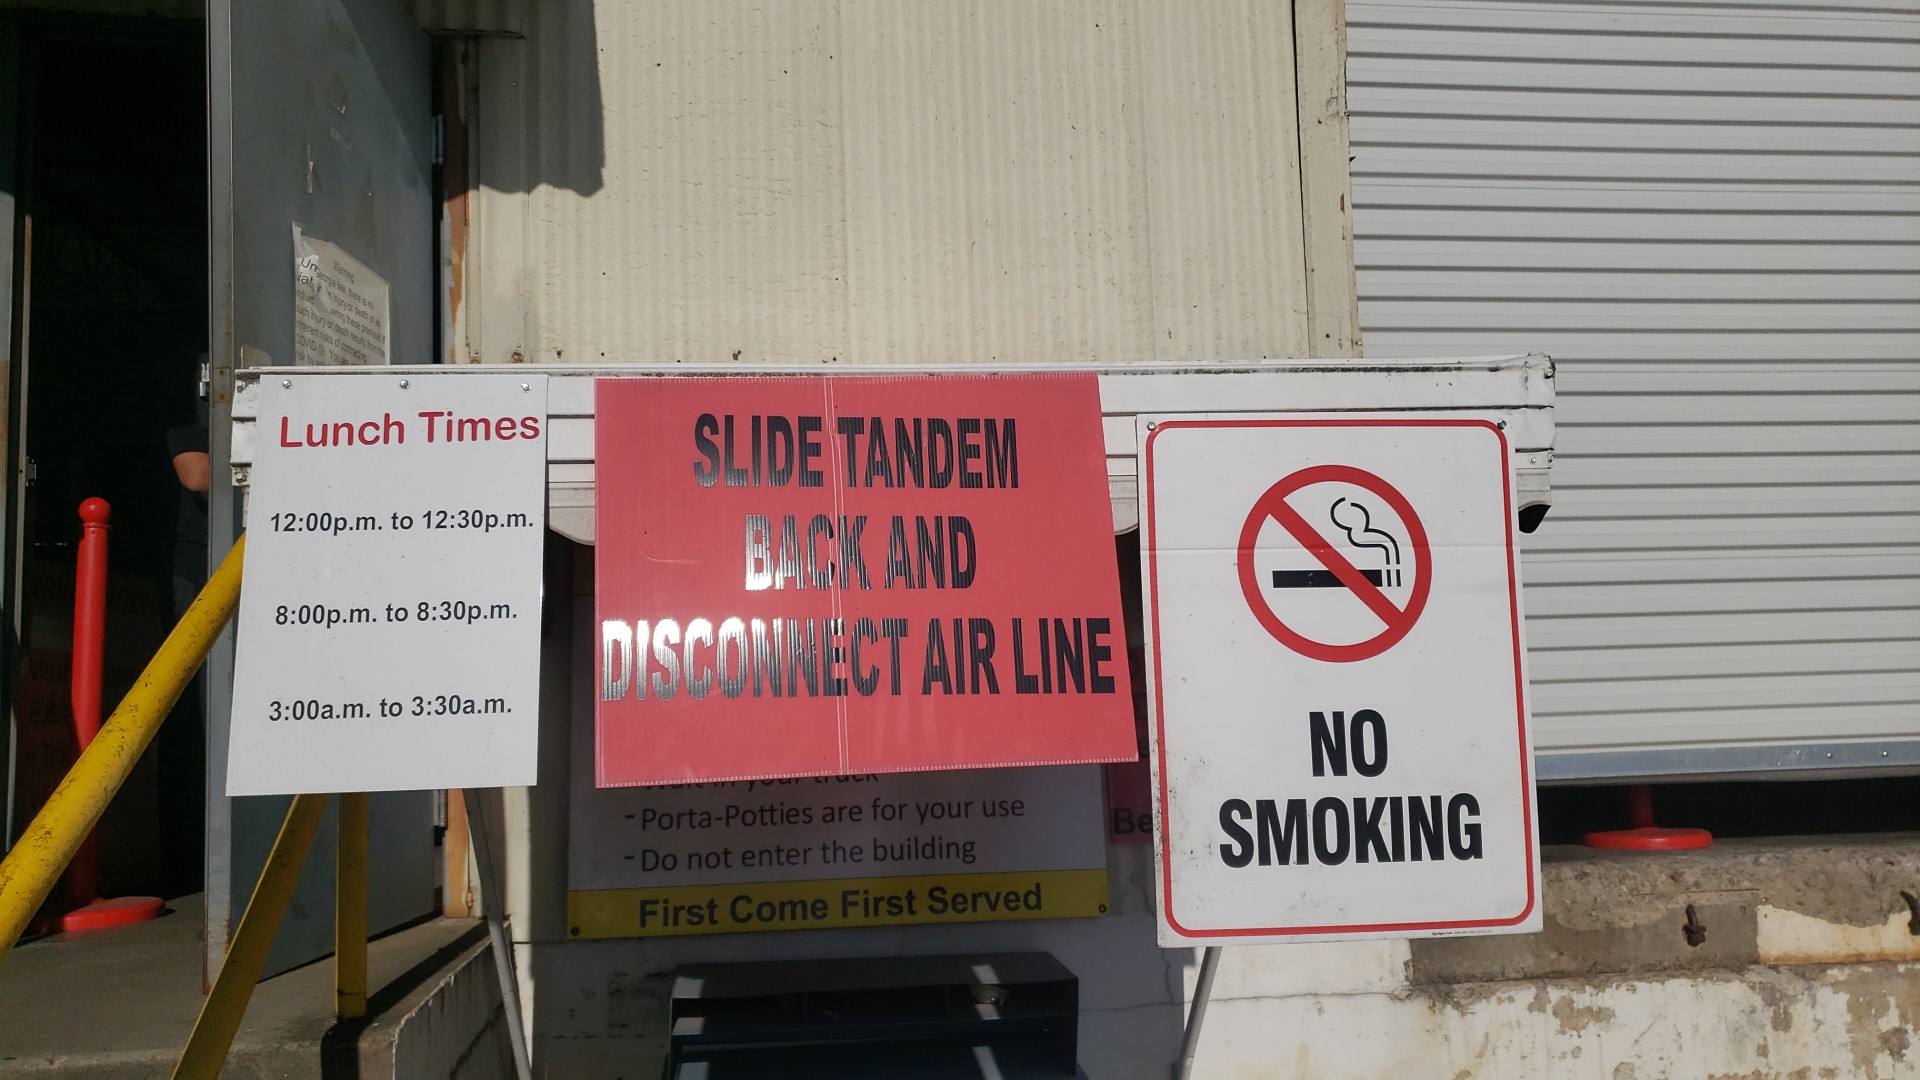 Warning
Lunch Times
12:00p.m. to 12:30p.m.
8:00p.m. to 8:30p.m.
3:00a.m. to 3:30a.m.
SLIDE TANDEM
BACK AND
DISCONNECT AIR LINE
- Porta-Potties are for your use
- Do not enter the building
First Come First Served
Be
NO
SMOKING